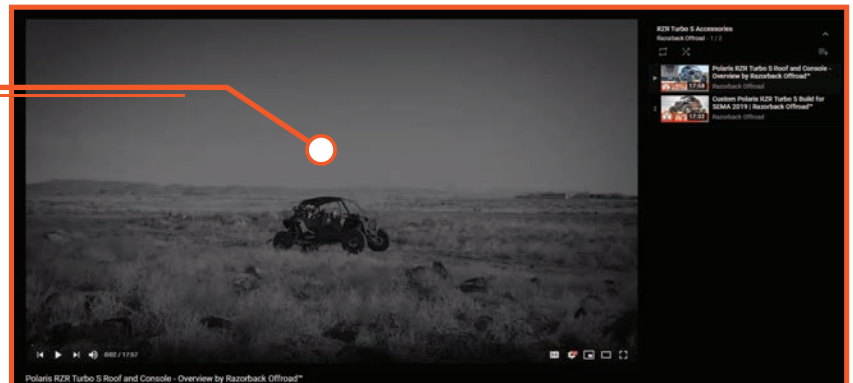 RZR Turbo S Accessories
Razorback Offroad - 1 / 2
Polaris RZR Turbo S Roof and Console -
Overview by Razorback Offroad™
17:58
Razorback Offroad
2
Custom Polaris RZR Turbo S Build for
SEMA 2019 | Razorback Offroad™
17:32
Razorback Offroad
0:02 / 17:57
Polaris RZR Turbo S Roof and Console - Overview by Razorback Offroad™